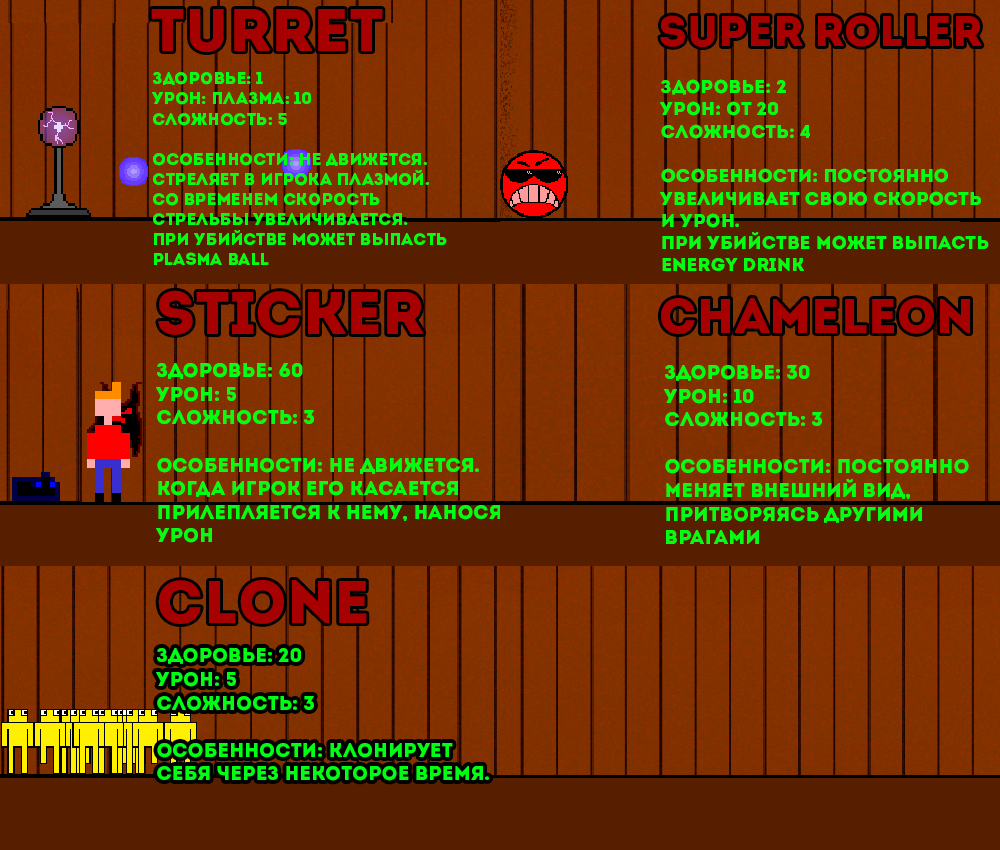 TURRET
ЗДОРОВЬЕ: 1
УРОН: ПЛАЗМА: 10
СЛОЖНОСТЬ: 5
ОСОБЕННОСТИ: НЕ ДВИЖЕТСЯ.
СТРЕЛЯЕТ В ИГРОКА ПЛАЗМОЙ.
СО ВРЕМЕНЕМ СКОРОСТЬ
СТРЕЛЬБЫ УВЕЛИЧИВАЕТСЯ.
ПРИ УБИЙСТВЕ МОЖЕТ ВЫПАСТЬ
PLASMA BALL
SUPER ROLLER
ЗДОРОВЬЕ: 2
УРОН: ОТ 20
СЛОЖНОСТЬ: 4
ОСОБЕННОСТИ: ПОСТОЯННО
УВЕЛИЧИВАЕТ СВОЮ СКОРОСТЬ
И УРОН.
ПРИ УБИЙСТВЕ МОЖЕТ ВЫПАСТЬ
ENERGY DRINK
STICKER
ЗДОРОВЬЕ: 60
УРОН: 5
СЛОЖНОСТЬ: 3
ОСОБЕННОСТИ: НЕ ДВИЖЕТСЯ.
КОГДА ИГРОК ЕГО КАСАЕТСЯ
ПРИЛЕПЛЯЕТСЯ К НЕМУ, НАНОСЯ
УРОН
CHAMELEON
ЗДОРОВЬЕ: 30
УРОН: 10
СЛОЖНОСТЬ: 3
ОСОБЕННОСТИ: ПОСТОЯННО
МЕНЯЕТ ВНЕШНИЙ ВИД,
ПРИТВОРЯЯСЬ ДРУГИМИ
ВРАГАМИ
CLONE
ЗДОРОВЬЕ: 20
УРОН: 5
СЛОЖНОСТЬ: 3
ОСОБЕННОСТИ: КЛОНИРУЕТ
СЕБЯ ЧЕРЕЗ НЕКОТОРОЕ ВРЕМЯ.